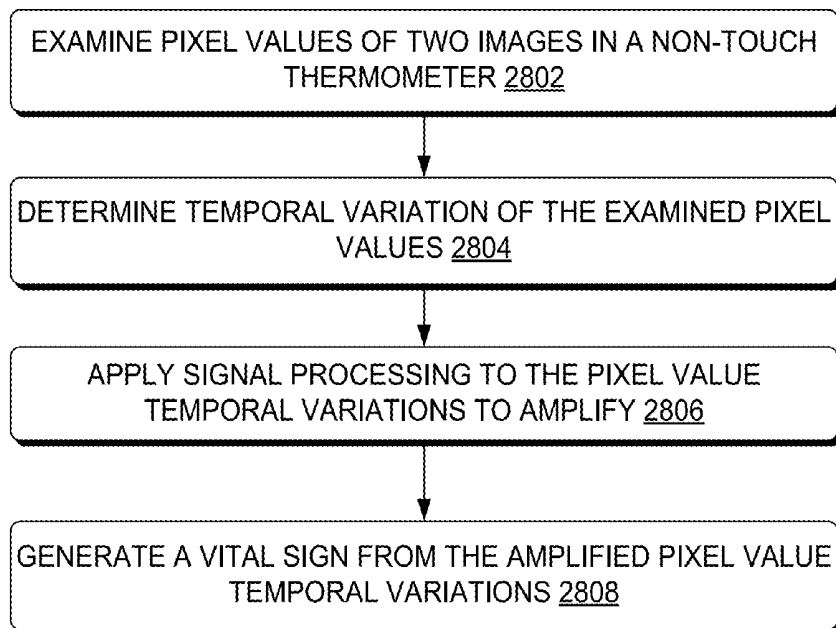 EXAMINE PIXEL VALUES OF TWO IMAGES IN A NON-TOUCH
THERMOMETER 2802
DETERMINE TEMPORAL VARIATION OF THE EXAMINED PIXEL
VALUES 2804
APPLY SIGNAL PROCESSING TO THE PIXEL VALUE
TEMPORAL VARIATIONS TO AMPLIFY 2806
GENERATE A VITAL SIGN FROM THE AMPLIFIED PIXEL VALUE
TEMPORAL VARIATIONS 2808